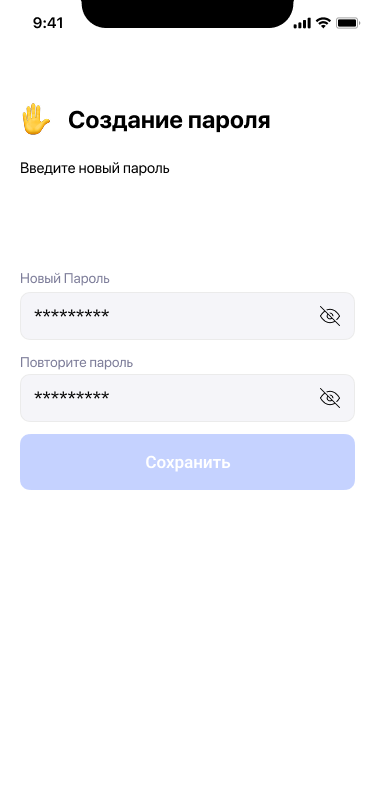 9:41
Создание пароля
Введите новый пароль
Новый Пароль
*********
Повторите пароль
*********
Сохранить